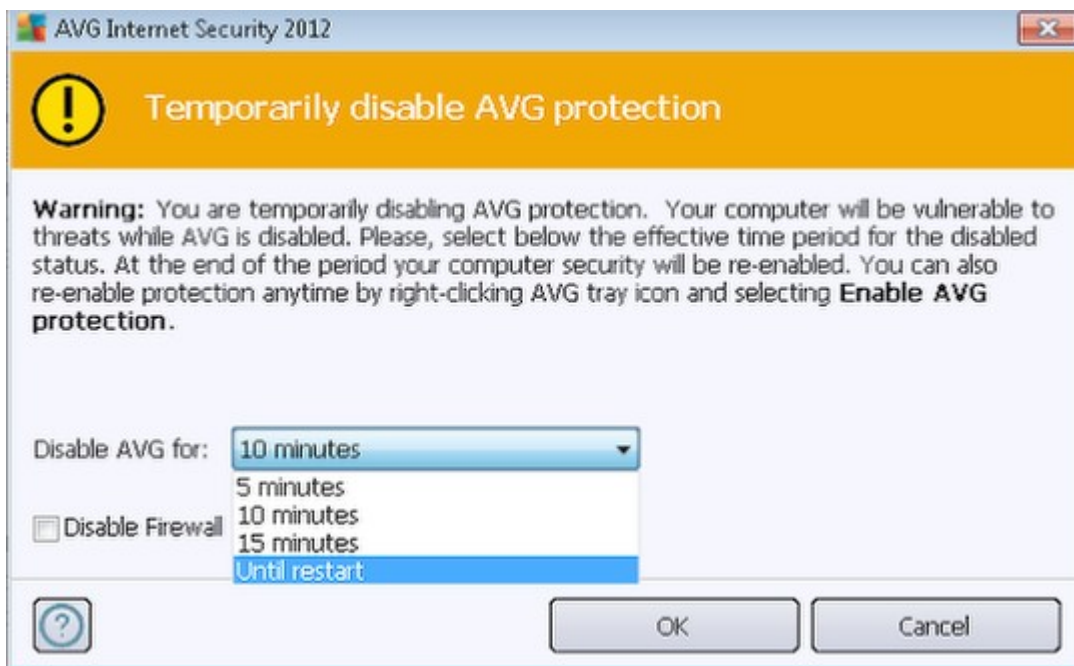 AVG Internet Security 2012
Temporarily disable AVG protection
Warning: You are temporarily disabling AVG protection. Your computer will be vulnerable to
threats while AVG is disabled. Please, select below the effective time period for the disabled
status. At the end of the period your computer security will be re-enabled. You can also
re-enable protection anytime by right-clicking AVG tray icon and selecting Enable AVG
protection.
Disable AVG for: 10 minutes
5 minutes
10 minutes
15 minutes
Until restart
Disable Firewall
? OK Cancel